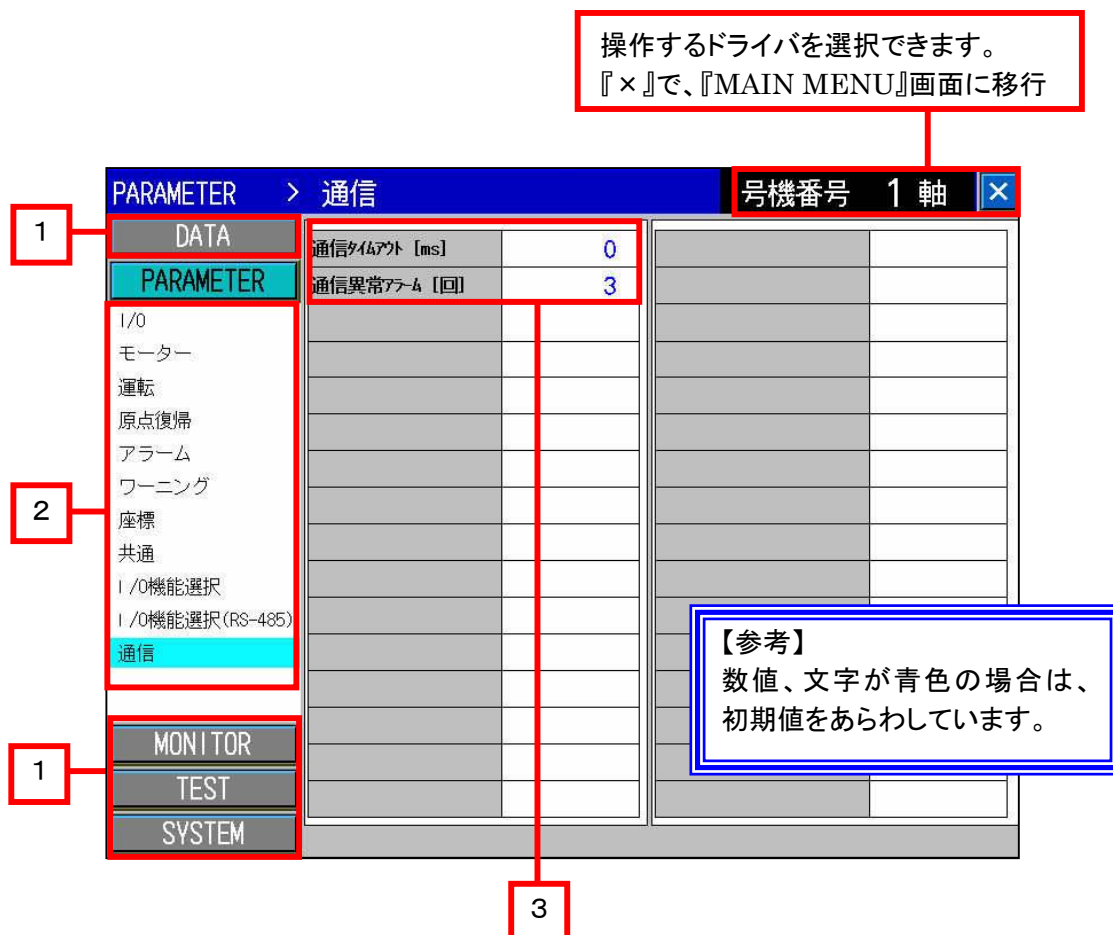 操作するドライバを選択できます。
『×』で、『MAIN MENU』画面に移行
PARAMETER > 通信
号機番号 1 軸 ×
1
DATA
PARAMETER
通信ﾀｲﾑｱｳﾄ [ms] 0
通信異常ｱﾗｰﾑ [回] 3
2
I/O
モーター
運転
原点復帰
アラーム
ワーニング
座標
共通
I/O機能選択
I/O機能選択(RS-485)
通信
【参考】
数値、文字が青色の場合は、
初期値をあらわしています。
1
MONITOR
TEST
SYSTEM
3